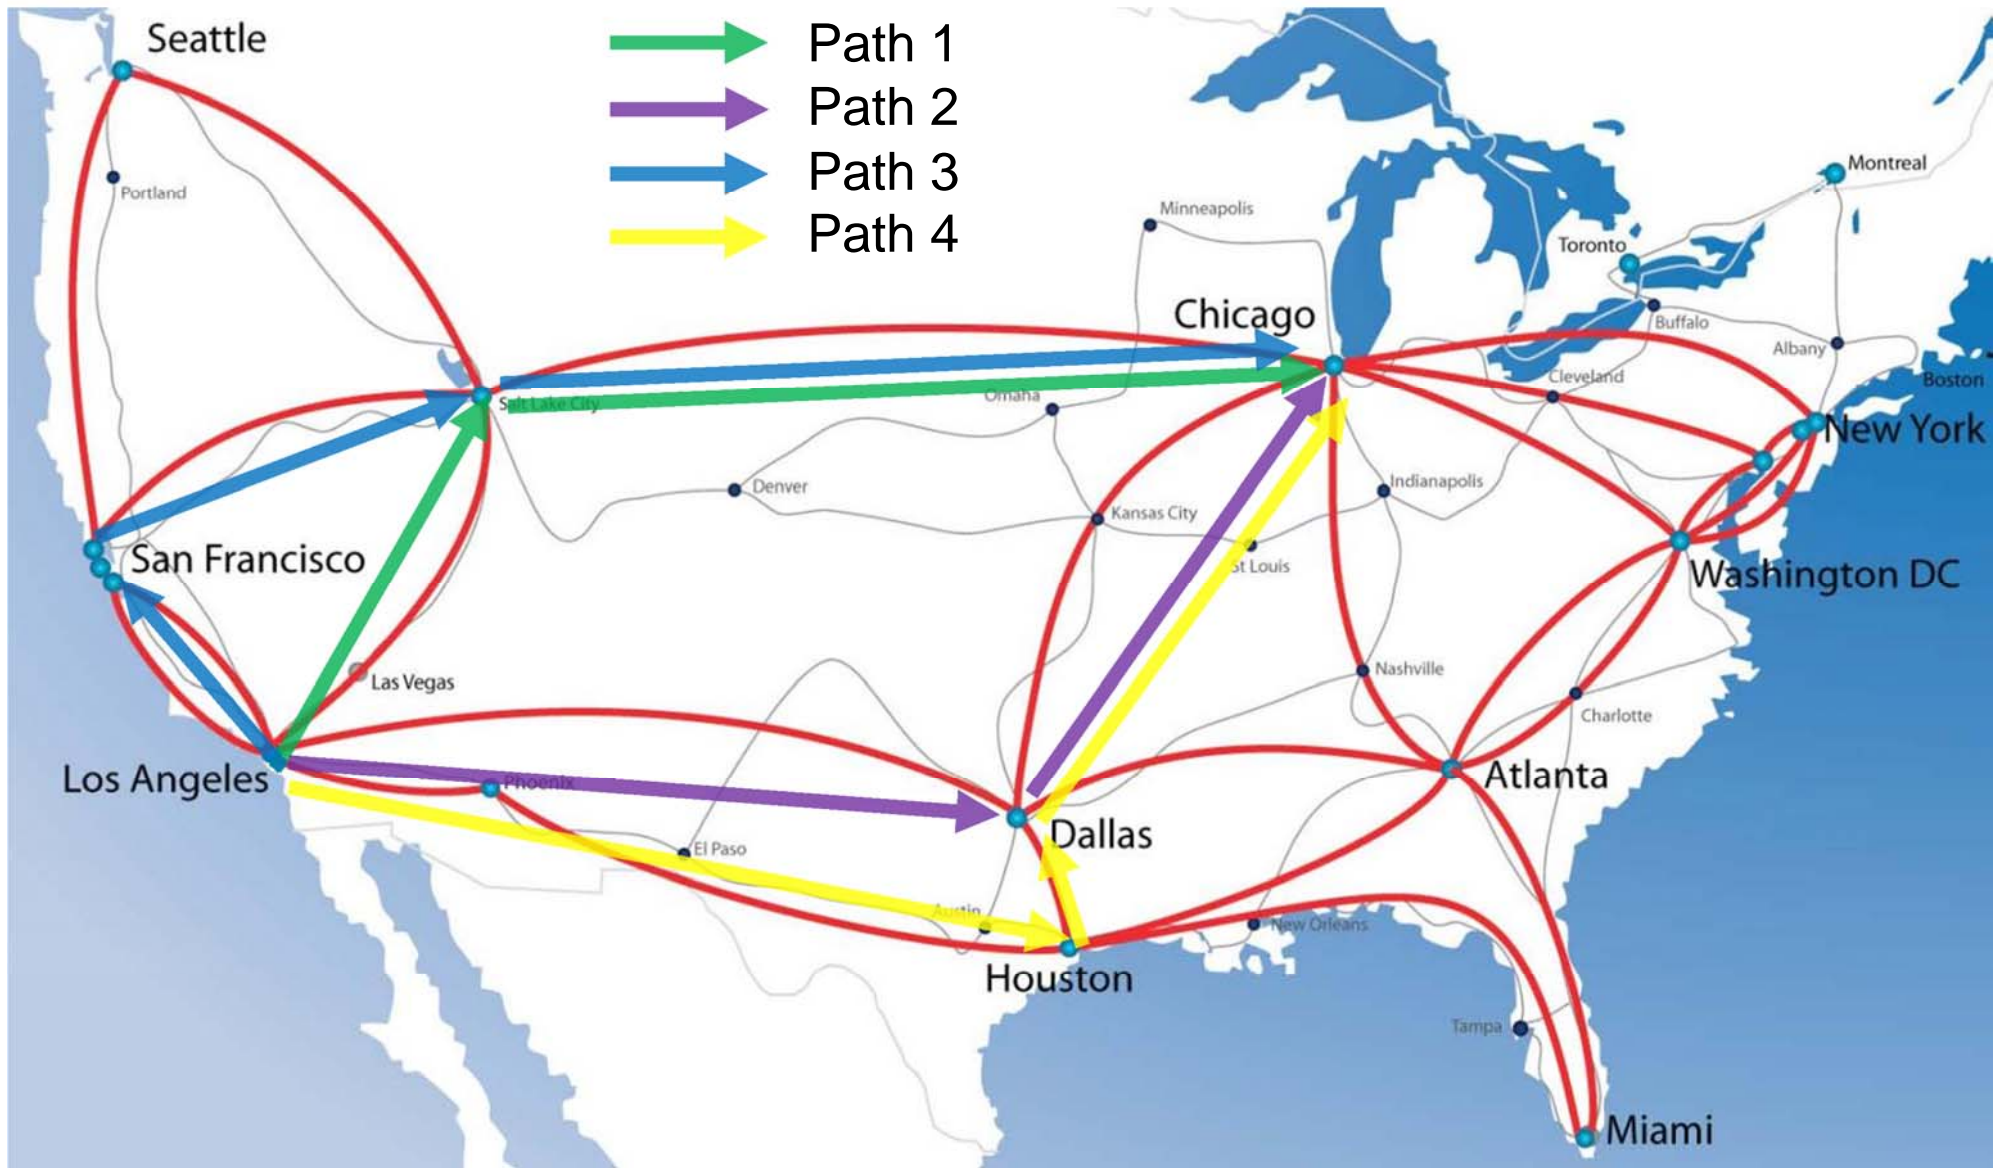 Seattle
Path 1
Path 2
Path 3
Path 4
Portland
Montreal
Minneapolis
Toronto
Chicago
Buffalo
Albany
Boston
Cleveland
Omaha
Salt Lake City
New York
Denver
Indianapolis
Kansas City
San Francisco
St Louis
Washington DC
Las Vegas
Nashville
Charlotte
Los Angeles
Phoenix
Atlanta
Dallas
El Paso
Austin
New Orleans
Houston
Tampa
Miami